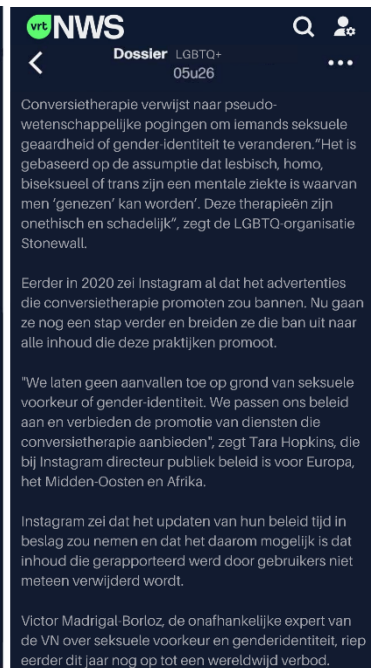 vrt NWS
Dossier LGBTQ+
05u26
Conversietherapie verwijst naar pseudo-
wetenschappelijke pogingen om iemands seksuele
geaardheid of gender-identiteit te veranderen."Het is
gebaseerd op de assumptie dat lesbisch, homo,
biseksueel of trans zijn een mentale ziekte is waarvan
men ‘genezen’ kan worden’. Deze therapieën zijn
onethisch en schadelijk”, zegt de LGBTQ-organisatie
Stonewall.
Eerder in 2020 zei Instagram al dat het advertenties
die conversietherapie promoten zou bannen. Nu gaan
ze nog een stap verder en breiden ze die ban uit naar
alle inhoud die deze praktijken promoot.
"We laten geen aanvallen toe op grond van seksuele
voorkeur of gender-identiteit. We passen ons beleid
aan en verbieden de promotie van diensten die
conversietherapie aanbieden", zegt Tara Hopkins, die
bij Instagram directeur publiek beleid is voor Europa,
het Midden-Oosten en Afrika.
Instagram zei dat het updaten van hun beleid tijd in
beslag zou nemen en dat het daarom mogelijk is dat
inhoud die gerapporteerd werd door gebruikers niet
meteen verwijderd wordt.
Victor Madrigal-Borloz, de onafhankelijke expert van
de VN over seksuele voorkeur en genderidentiteit, riep
eerder dit jaar nog op tot een wereldwijd verbod.